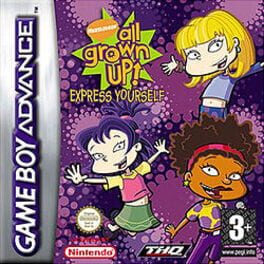 GAME BOY ADVANCE
NICKELODEON
all
grown
UP!
EXPRESS YOURSELF
Nintendo
THQ
3+
www.pegi.info